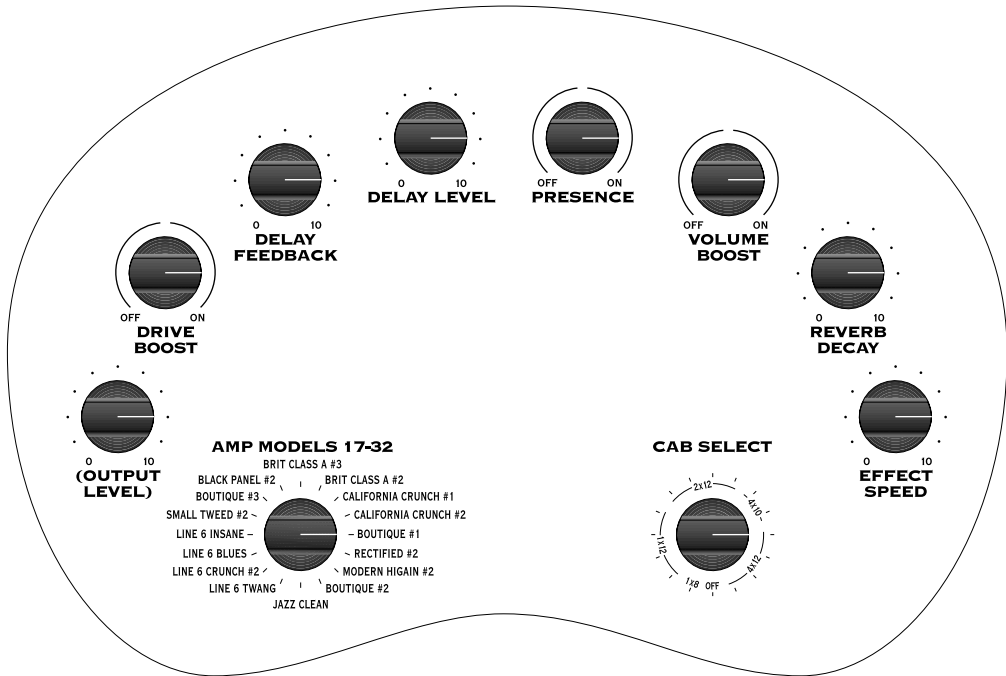 0 10
DELAY LEVEL
OFF ON
PRESENCE
0 10
DELAY
FEEDBACK
OFF ON
VOLUME
BOOST
OFF ON
DRIVE
BOOST
0 10
REVERB
DECAY
0 10
(OUTPUT
LEVEL)
0 10
EFFECT
SPEED
AMP MODELS 17-32
BRIT CLASS A #3
BLACK PANEL #2
BRIT CLASS A #2
BOUTIQUE #3
CALIFORNIA CRUNCH #1
SMALL TWEED #2
CALIFORNIA CRUNCH #2
LINE 6 INSANE
BOUTIQUE #1
LINE 6 BLUES
RECTIFIED #2
LINE 6 CRUNCH #2
MODERN HIGAIN #2
LINE 6 TWANG
BOUTIQUE #2
JAZZ CLEAN
CAB SELECT
2x12
4x10
1x12
4x12
1x8 OFF